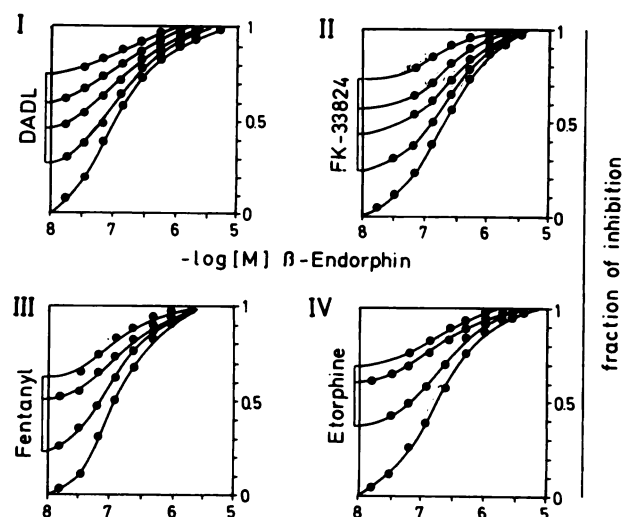 I
II
DADL
1
0.5
0
8 7 6 5
FK-33824
1
0.5
0
8 7 6 5
-log [M] ß-Endorphin
fraction of inhibition
III
IV
Fentanyl
1
0.5
0
8 7 6
Etorphine
1
0.5
0
8 7 6 5